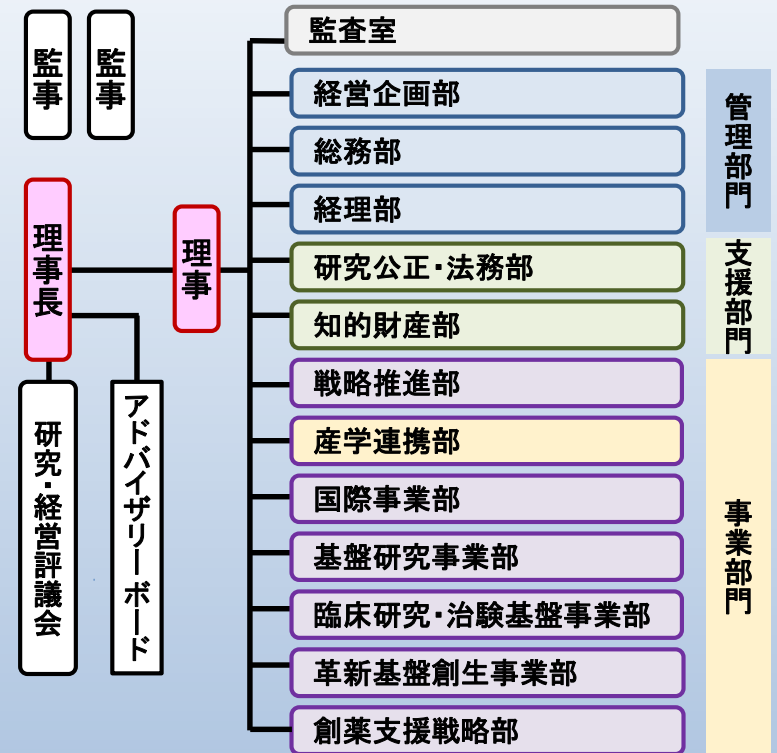 監事
監事
理事長
理事
研究・経営評議会
アドバイザリーボード
監査室
経営企画部
総務部
経理部
研究公正・法務部
知的財産部
戦略推進部
産学連携部
国際事業部
基盤研究事業部
臨床研究・治験基盤事業部
革新基盤創生事業部
創薬支援戦略部
管理部門
支援部門
事業部門